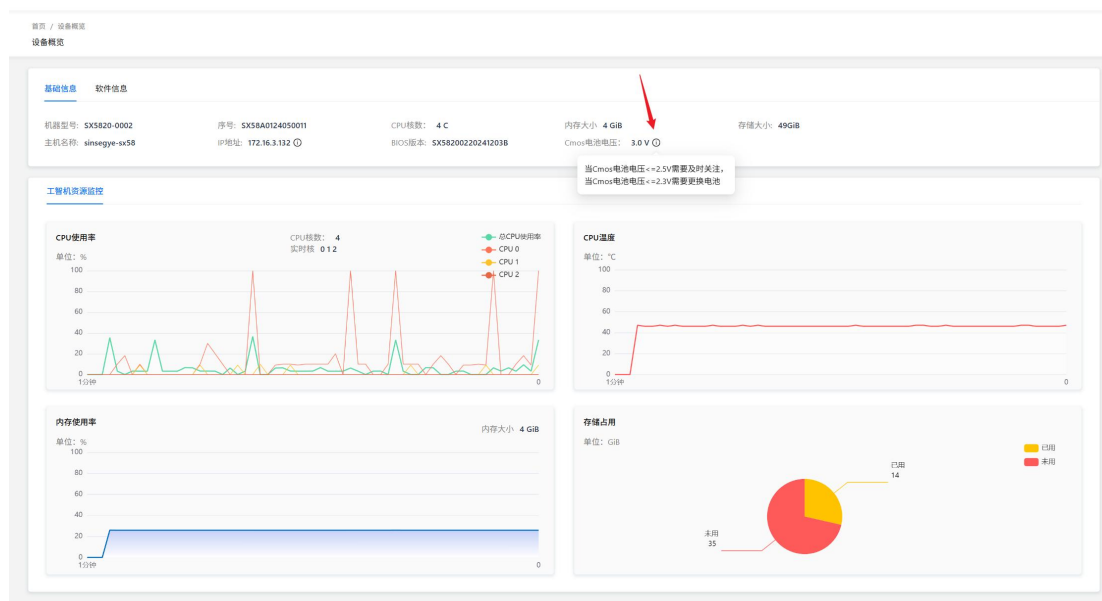 首页 / 设备概览
设备概览
基础信息 软件信息
机器型号: SX5820-0002 序号: SX58A0124050011 CPU核数: 4 C 内存大小 4 GiB 存储大小: 49GiB
主机名称: sinsegye-sx58 IP地址: 172.16.3.132 BIOS版本: SX58200220241203B Cmos电池电压: 3.0 V
当Cmos电池电压<=2.5V需要及时关注，
当Cmos电池电压<=2.3V需要更换电池
工智机资源监控
CPU使用率 CPU核数: 4
实时核 0 1 2
总CPU使用率
CPU 0
CPU 1
CPU 2
单位: %
100
80
60
40
20
0
1分钟 0
CPU温度
单位: ℃
100
80
60
40
20
0
1分钟 0
内存使用率 内存大小 4 GiB
单位: %
100
80
60
40
20
0
1分钟 0
存储占用
单位: GiB
已用
未用
已用
14
未用
35